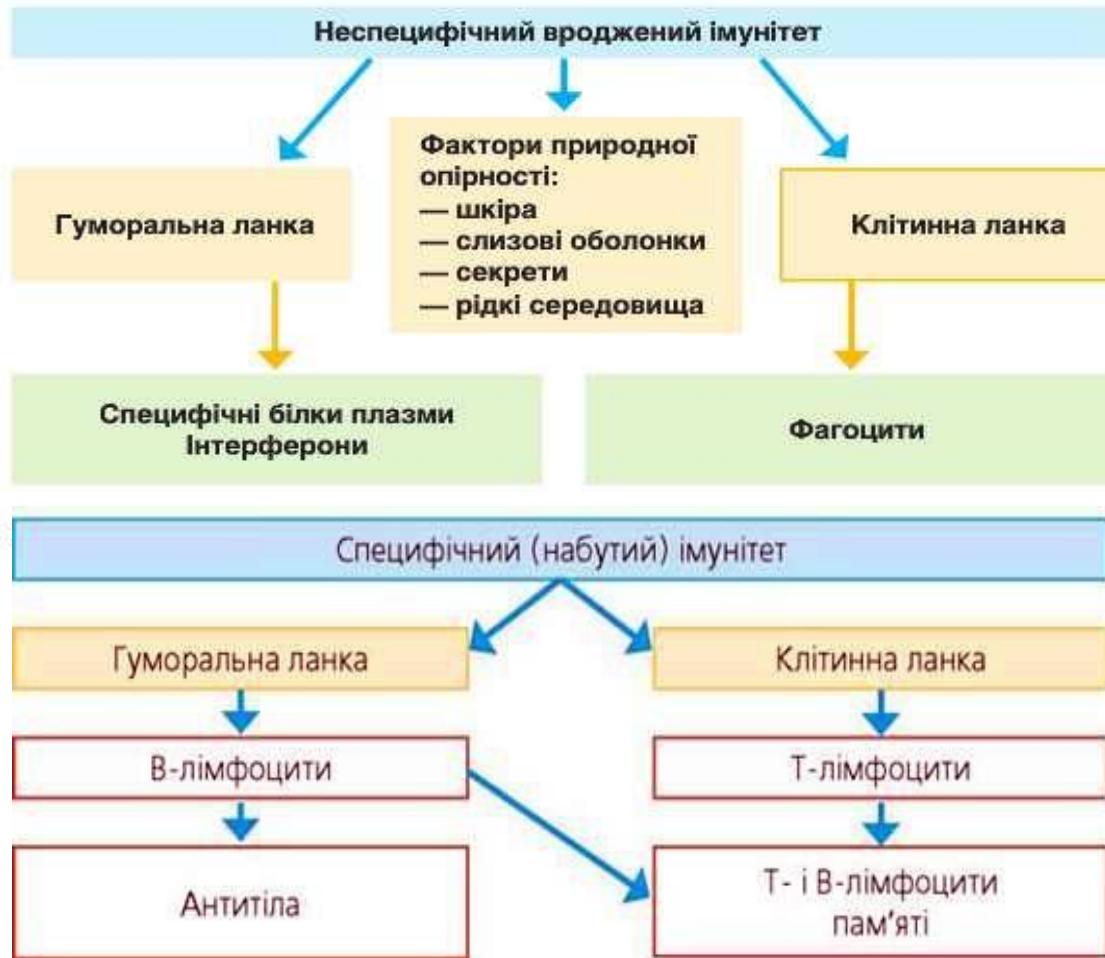 Неспецифічний вроджений імунітет
Гуморальна ланка
Фактори природної
опірності:
— шкіра
— слизові оболонки
— секрети
— рідкі середовища
Клітинна ланка
Специфічні білки плазми
Інтерферони
Фагоцити
Специфічний (набутий) імунітет
Гуморальна ланка
Клітинна ланка
В-лімфоцити
Т-лімфоцити
Антитіла
Т- і В-лімфоцити
пам’яті